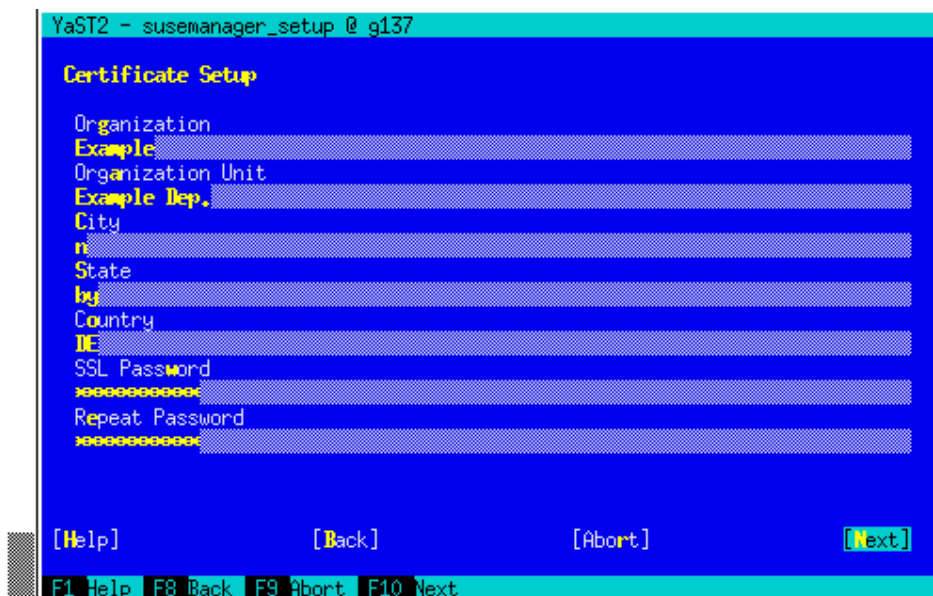 YaST2 - susemanager_setup @ g137
Certificate Setup
Organization
Example
Organization Unit
Example Dep.
City
n
State
by
Country
DE
SSL Password
************
Repeat Password
************
[Help] [Back] [Abort] [Next]
F1 Help F8 Back F9 Abort F10 Next